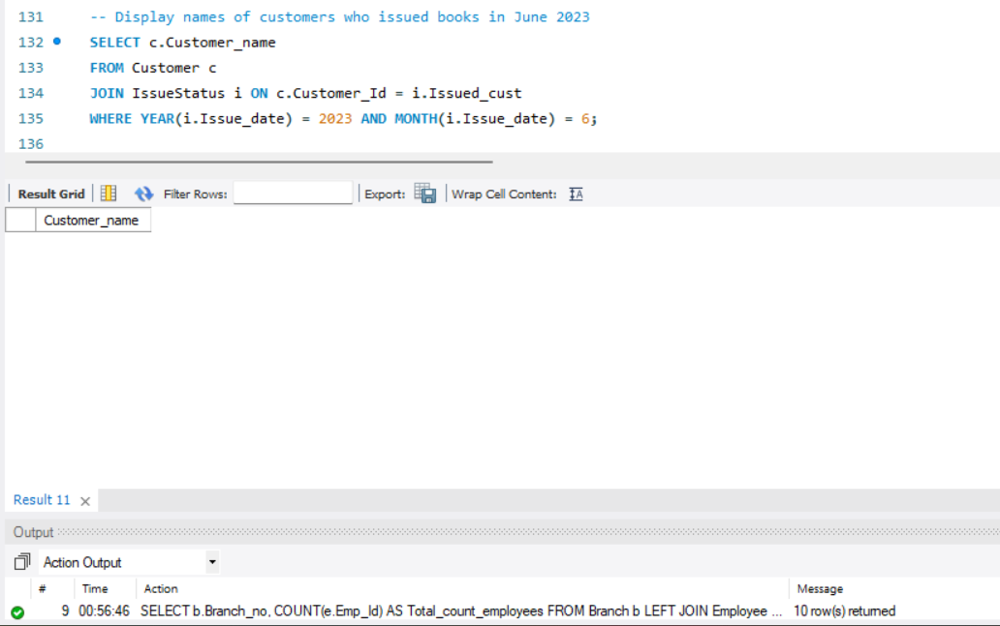 131 -- Display names of customers who issued books in June 2023
132 SELECT c.Customer_name
133 FROM Customer c
134 JOIN IssueStatus i ON c.Customer_Id = i.Issued_cust
135 WHERE YEAR(i.Issue_date) = 2023 AND MONTH(i.Issue_date) = 6;
136
Result Grid Filter Rows: Export: Wrap Cell Content: IA
Customer_name
Result 11 ×
Output
Action Output
# Time Action Message
9 00:56:46 SELECT b.Branch_no, COUNT(e.Emp_Id) AS Total_count_employees FROM Branch b LEFT JOIN Employee ... 10 row(s) returned